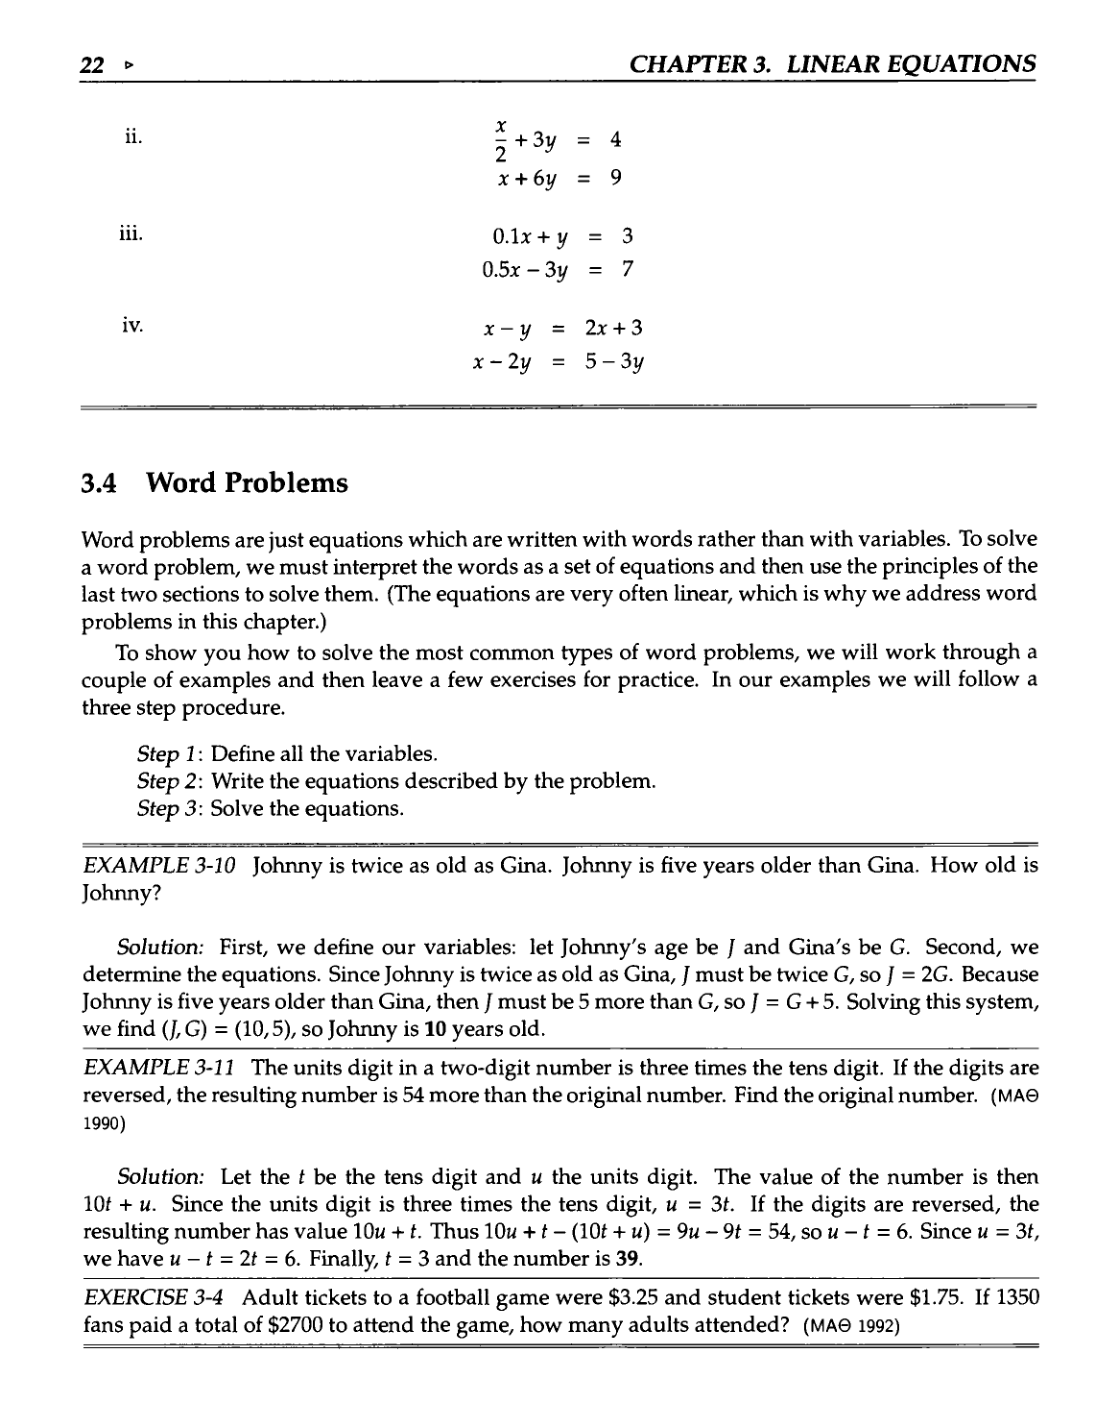 22 ▹ CHAPTER 3. LINEAR EQUATIONS
ii. x/2 + 3y = 4
x + 6y = 9
iii. 0.1x + y = 3
0.5x − 3y = 7
iv. x − y = 2x + 3
x − 2y = 5 − 3y
3.4 Word Problems
Word problems are just equations which are written with words rather than with variables. To solve
a word problem, we must interpret the words as a set of equations and then use the principles of the
last two sections to solve them. (The equations are very often linear, which is why we address word
problems in this chapter.)
To show you how to solve the most common types of word problems, we will work through a
couple of examples and then leave a few exercises for practice. In our examples we will follow a
three step procedure.
Step 1: Define all the variables.
Step 2: Write the equations described by the problem.
Step 3: Solve the equations.
EXAMPLE 3-10 Johnny is twice as old as Gina. Johnny is five years older than Gina. How old is
Johnny?
Solution: First, we define our variables: let Johnny's age be J and Gina's be G. Second, we
determine the equations. Since Johnny is twice as old as Gina, J must be twice G, so J = 2G. Because
Johnny is five years older than Gina, then J must be 5 more than G, so J = G + 5. Solving this system,
we find (J, G) = (10, 5), so Johnny is 10 years old.
EXAMPLE 3-11 The units digit in a two-digit number is three times the tens digit. If the digits are
reversed, the resulting number is 54 more than the original number. Find the original number. (MAΘ
1990)
Solution: Let the t be the tens digit and u the units digit. The value of the number is then
10t + u. Since the units digit is three times the tens digit, u = 3t. If the digits are reversed, the
resulting number has value 10u + t. Thus 10u + t − (10t + u) = 9u − 9t = 54, so u − t = 6. Since u = 3t,
we have u − t = 2t = 6. Finally, t = 3 and the number is 39.
EXERCISE 3-4 Adult tickets to a football game were $3.25 and student tickets were $1.75. If 1350
fans paid a total of $2700 to attend the game, how many adults attended? (MAΘ 1992)